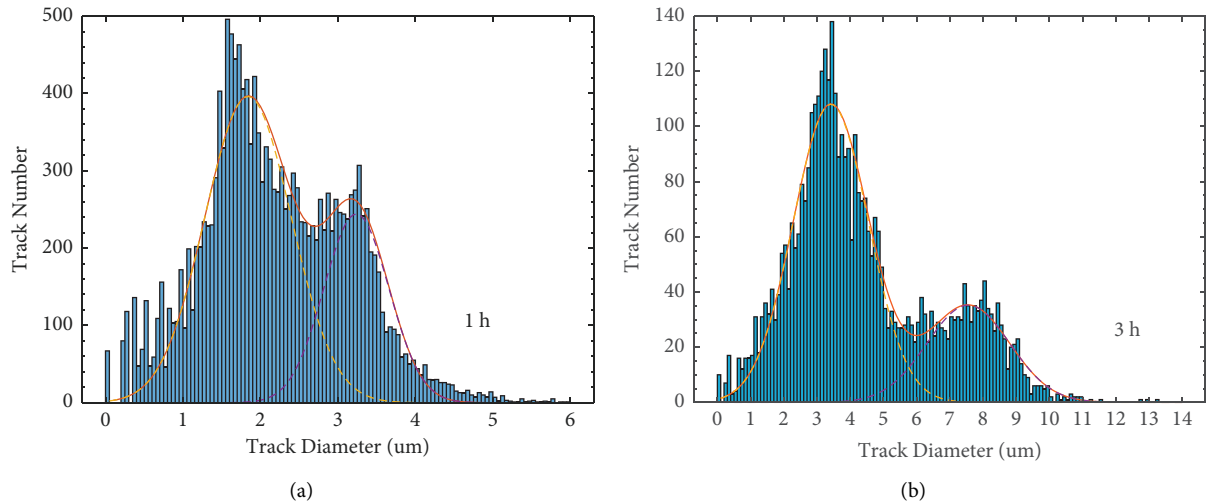 500
400
300
200
100
0
Track Number
1 h
0 1 2 3 4 5 6
Track Diameter (um)
(a)
140
120
100
80
60
40
20
0
Track Number
3 h
0 1 2 3 4 5 6 7 8 9 10 11 12 13 14
Track Diameter (um)
(b)